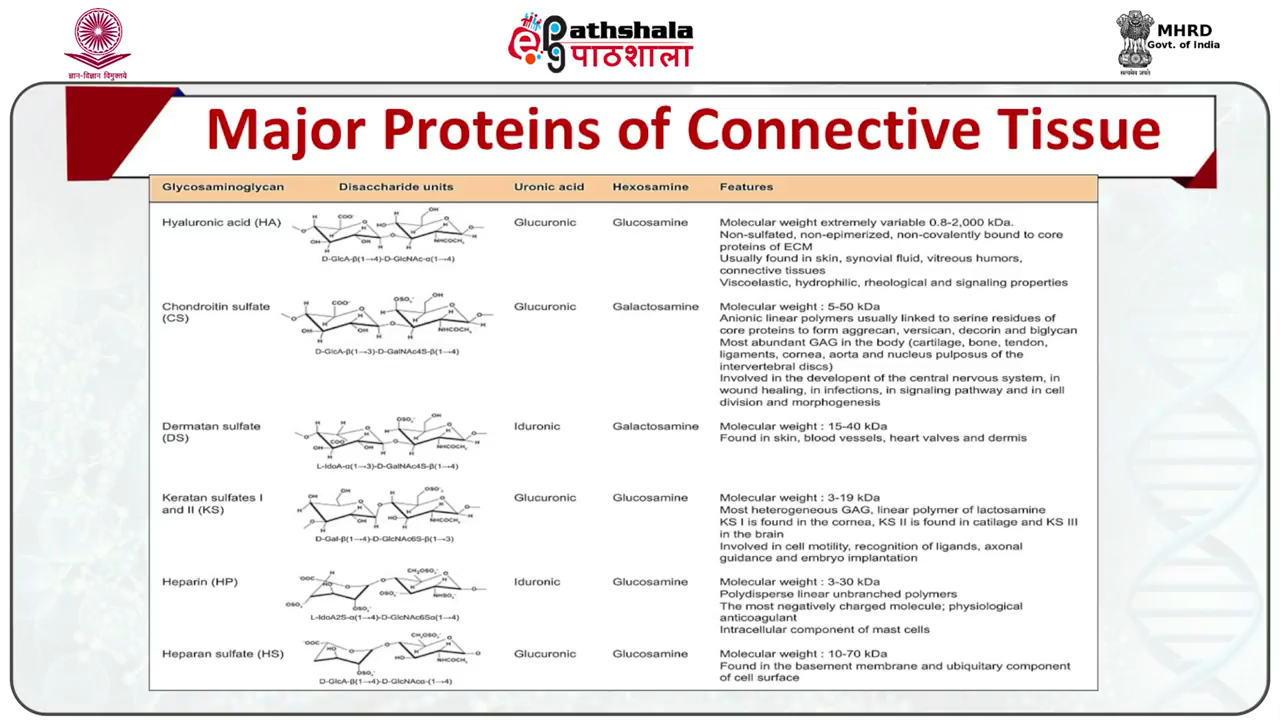 ज्ञान-विज्ञान विमुक्तये
ePathshala
पाठशाला
MHRD
Govt. of India
सत्यमेव जयते
Major Proteins of Connective Tissue
Glycosaminoglycan Disaccharide units Uronic acid Hexosamine Features
Hyaluronic acid (HA) Glucuronic Glucosamine Molecular weight extremely variable 0.8-2,000 kDa.
Non-sulfated, non-epimerized, non-covalently bound to core
proteins of ECM
Usually found in skin, synovial fluid, vitreous humors,
connective tissues
Viscoelastic, hydrophilic, rheological and signaling properties
D-GlcA-β(1→4)-D-GlcNAc-α(1→4)
Chondroitin sulfate
(CS)
Glucuronic Galactosamine Molecular weight : 5-50 kDa
Anionic linear polymers usually linked to serine residues of
core proteins to form aggrecan, versican, decorin and biglycan
Most abundant GAG in the body (cartilage, bone, tendon,
ligaments, cornea, aorta and nucleus pulposus of the
intervertebral discs)
Involved in the developent of the central nervous system, in
wound healing, in infections, in signaling pathway and in cell
division and morphogenesis
D-GlcA-β(1→3)-D-GalNAc4S-β(1→4)
Dermatan sulfate
(DS)
Iduronic Galactosamine Molecular weight : 15-40 kDa
Found in skin, blood vessels, heart valves and dermis
L-IdoA-α(1→3)-D-GalNAc4S-β(1→4)
Keratan sulfates I
and II (KS)
Glucuronic Glucosamine Molecular weight : 3-19 kDa
Most heterogeneous GAG, linear polymer of lactosamine
KS I is found in the cornea, KS II is found in catilage and KS III
in the brain
Involved in cell motility, recognition of ligands, axonal
guidance and embryo implantation
D-Gal-β(1→4)-D-GlcNAc6S-β(1→3)
Heparin (HP) Iduronic Glucosamine Molecular weight : 3-30 kDa
Polydisperse linear unbranched polymers
The most negatively charged molecule; physiological
anticoagulant
Intracellular component of mast cells
L-IdoA2S-α(1→4)-D-GlcNAc6Sα(1→4)
Heparan sulfate (HS) Glucuronic Glucosamine Molecular weight : 10-70 kDa
Found in the basement membrane and ubiquitary component
of cell surface
D-GlcA-β(1→4)-D-GlcNAcα-(1→4)